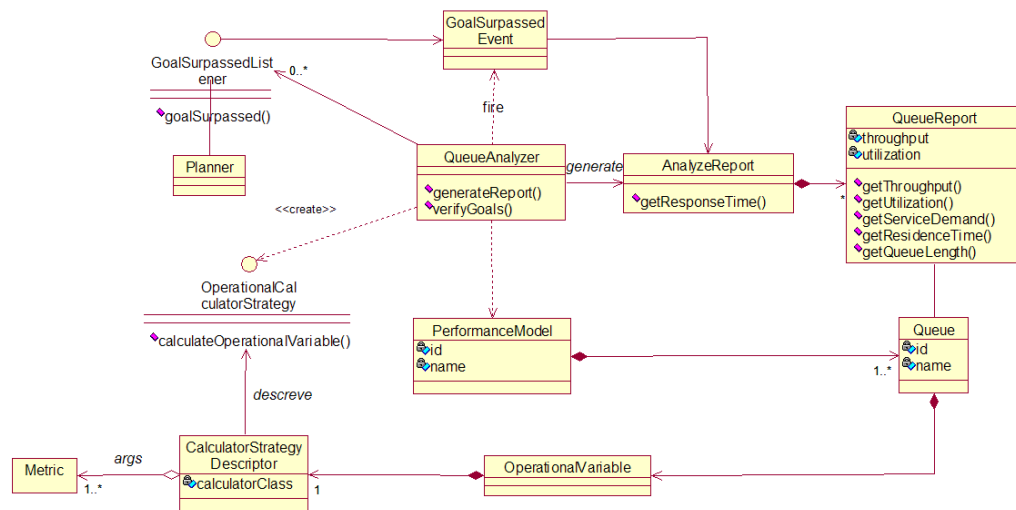 GoalSurpassed
Event
GoalSurpassedList
ener
0..*
goalSurpassed()
fire
Planner
QueueAnalyzer
generateReport()
verifyGoals()
generate
AnalyzeReport
getResponseTime()
*
QueueReport
throughput
utilization
getThroughput()
getUtilization()
getServiceDemand()
getResidenceTime()
getQueueLength()
<<create>>
OperationalCal
culatorStrategy
calculateOperationalVariable()
PerformanceModel
id
name
1..*
Queue
id
name
descreve
Metric
args
1..*
CalculatorStrategy
Descriptor
calculatorClass
1
OperationalVariable